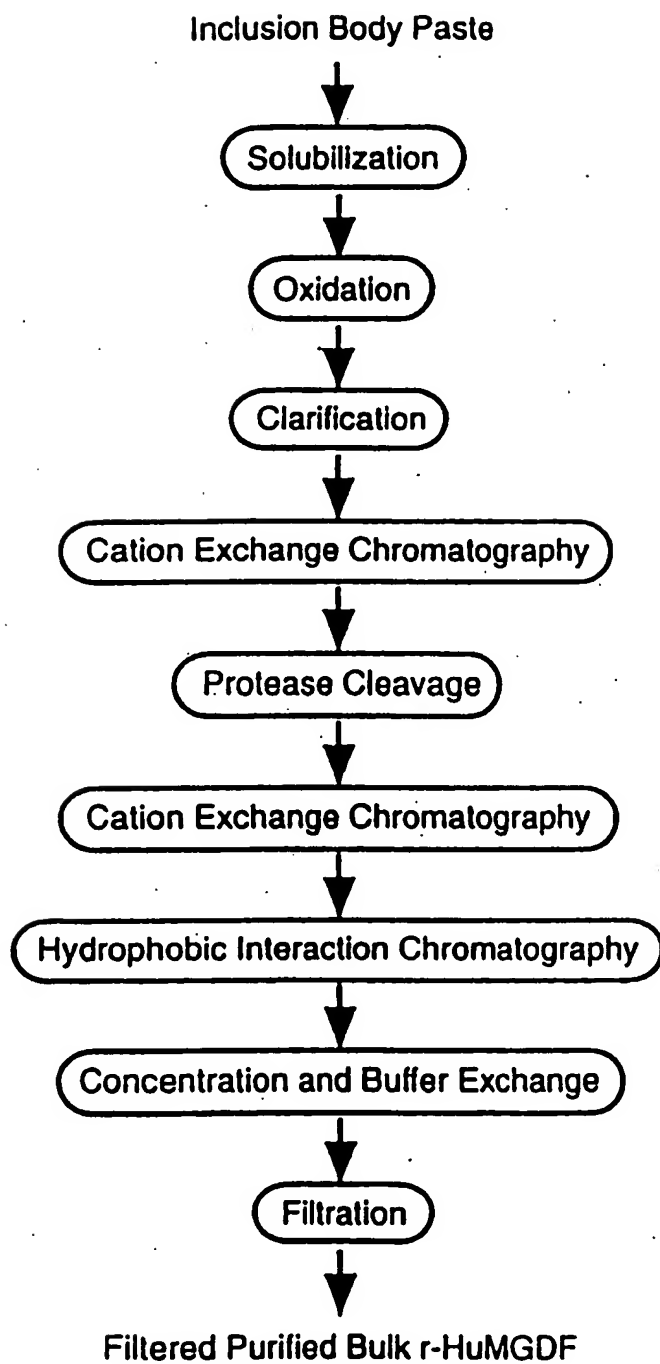 Inclusion Body Paste
Solubilization
Oxidation
Clarification
Cation Exchange Chromatography
Protease Cleavage
Cation Exchange Chromatography
Hydrophobic Interaction Chromatography
Concentration and Buffer Exchange
Filtration
Filtered Purified Bulk r-HuMGDF